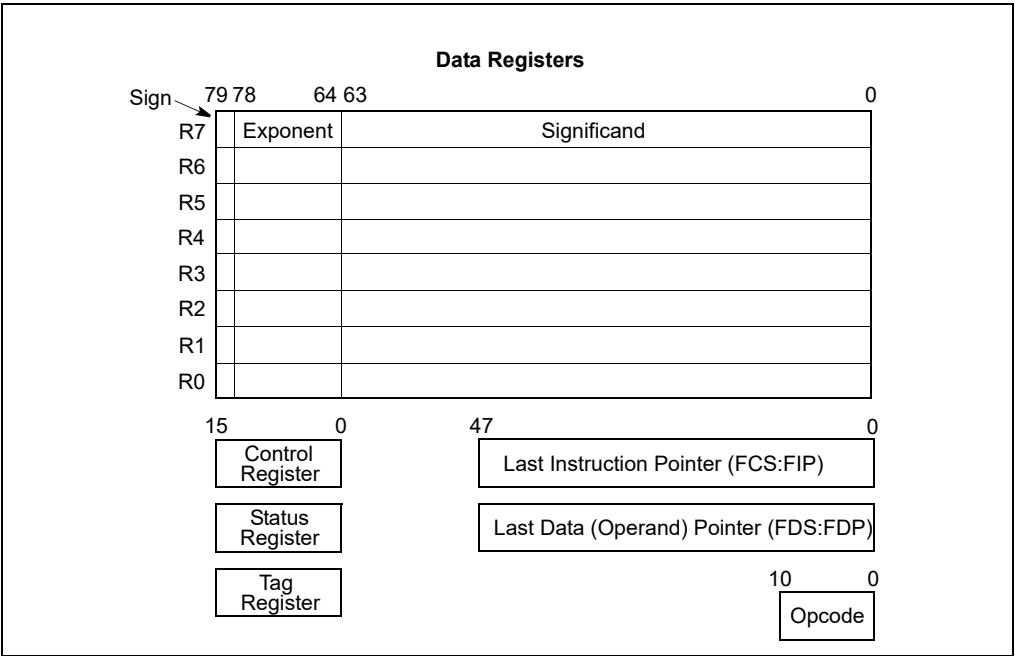 Data Registers
Sign 79 78 64 63 0
R7 Exponent Significand
R6
R5
R4
R3
R2
R1
R0
15 0 47 0
Control
Register
Last Instruction Pointer (FCS:FIP)
Status
Register
Last Data (Operand) Pointer (FDS:FDP)
Tag
Register
10 0
Opcode